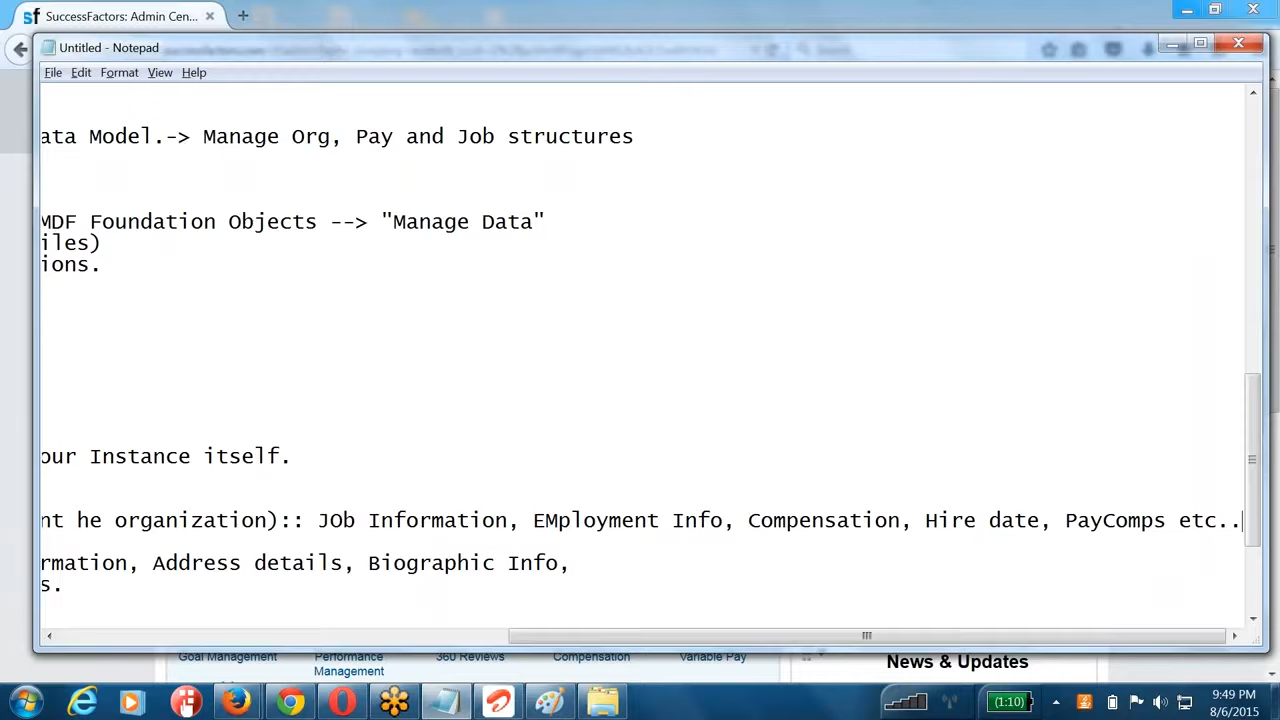 sf SuccessFactors: Admin Cen...
Untitled - Notepad
File Edit Format View Help
ata Model.-> Manage Org, Pay and Job structures
MDF Foundation Objects --> "Manage Data"
iles)
ions.
our Instance itself.
nt he organization):: JOb Information, EMployment Info, Compensation, Hire date, PayComps etc..
rmation, Address details, Biographic Info,
s.
Goal Management Performance Management 360 Reviews Compensation Variable Pay
News & Updates
(1:10)
9:49 PM
8/6/2015